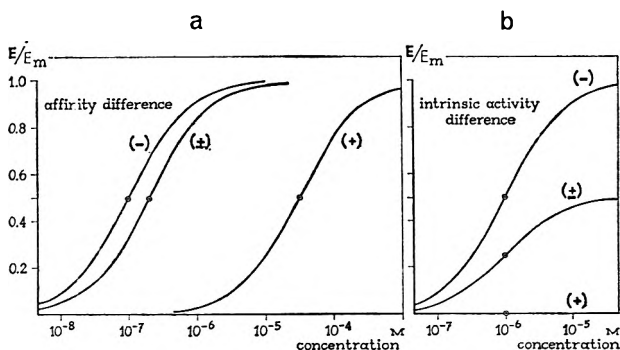 a
b
E/Em
1.0
0.8
0.6
0.4
0.2
affirity difference
(-)
(±)
(+)
10⁻⁸
10⁻⁷
10⁻⁶
10⁻⁵
10⁻⁴
M
concentration
E/Em
intrinsic activity
difference
(-)
(±)
(+)
10⁻⁷
10⁻⁶
10⁻⁵
M
concentration